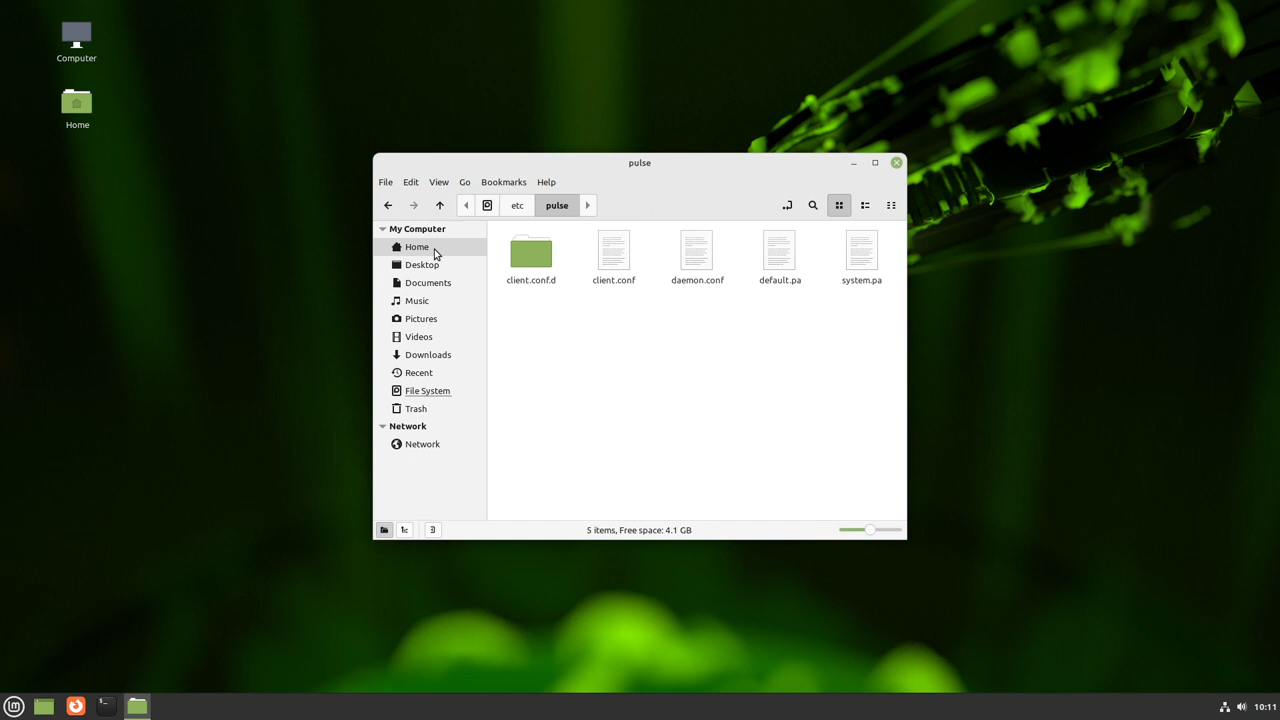 Computer
Home
pulse
File Edit View Go Bookmarks Help
etc pulse
My Computer
Home
Desktop
Documents
Music
Pictures
Videos
Downloads
Recent
File System
Trash
Network
Network
client.conf.d client.conf daemon.conf default.pa system.pa
5 items, Free space: 4.1 GB
10:11